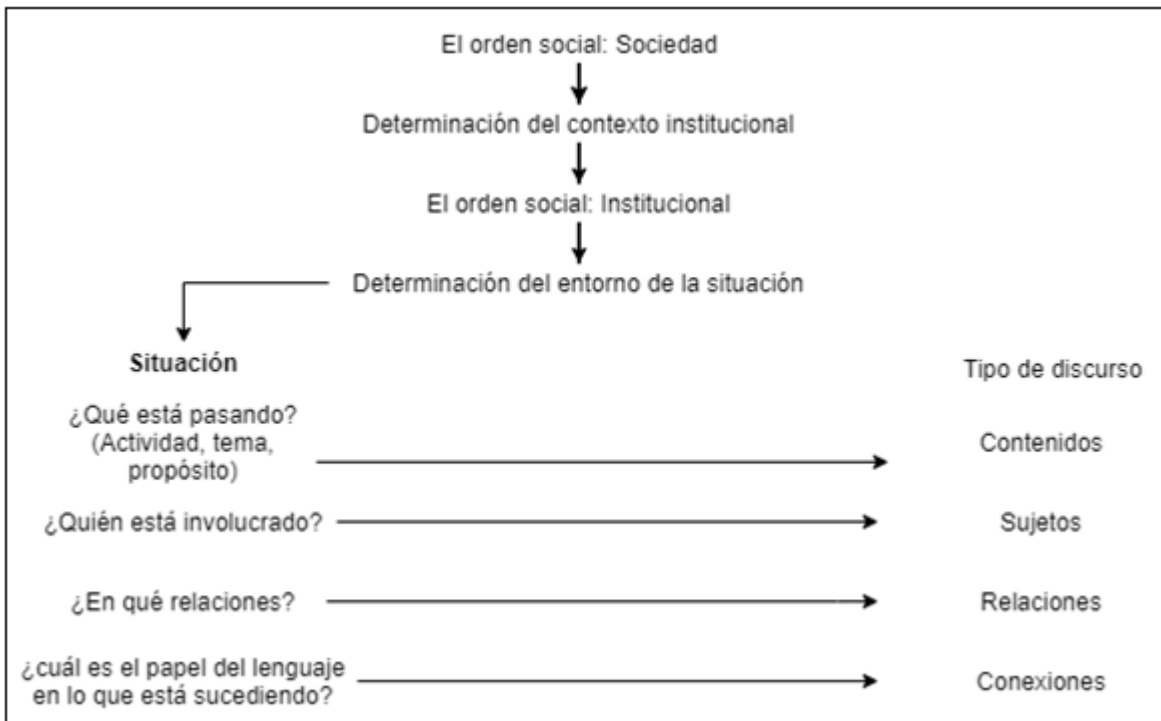 El orden social: Sociedad
Determinación del contexto institucional
El orden social: Institucional
Determinación del entorno de la situación
Situación
Tipo de discurso
¿Qué está pasando?
(Actividad, tema,
propósito)
Contenidos
¿Quién está involucrado?
Sujetos
¿En qué relaciones?
Relaciones
¿cuál es el papel del lenguaje
en lo que está sucediendo?
Conexiones